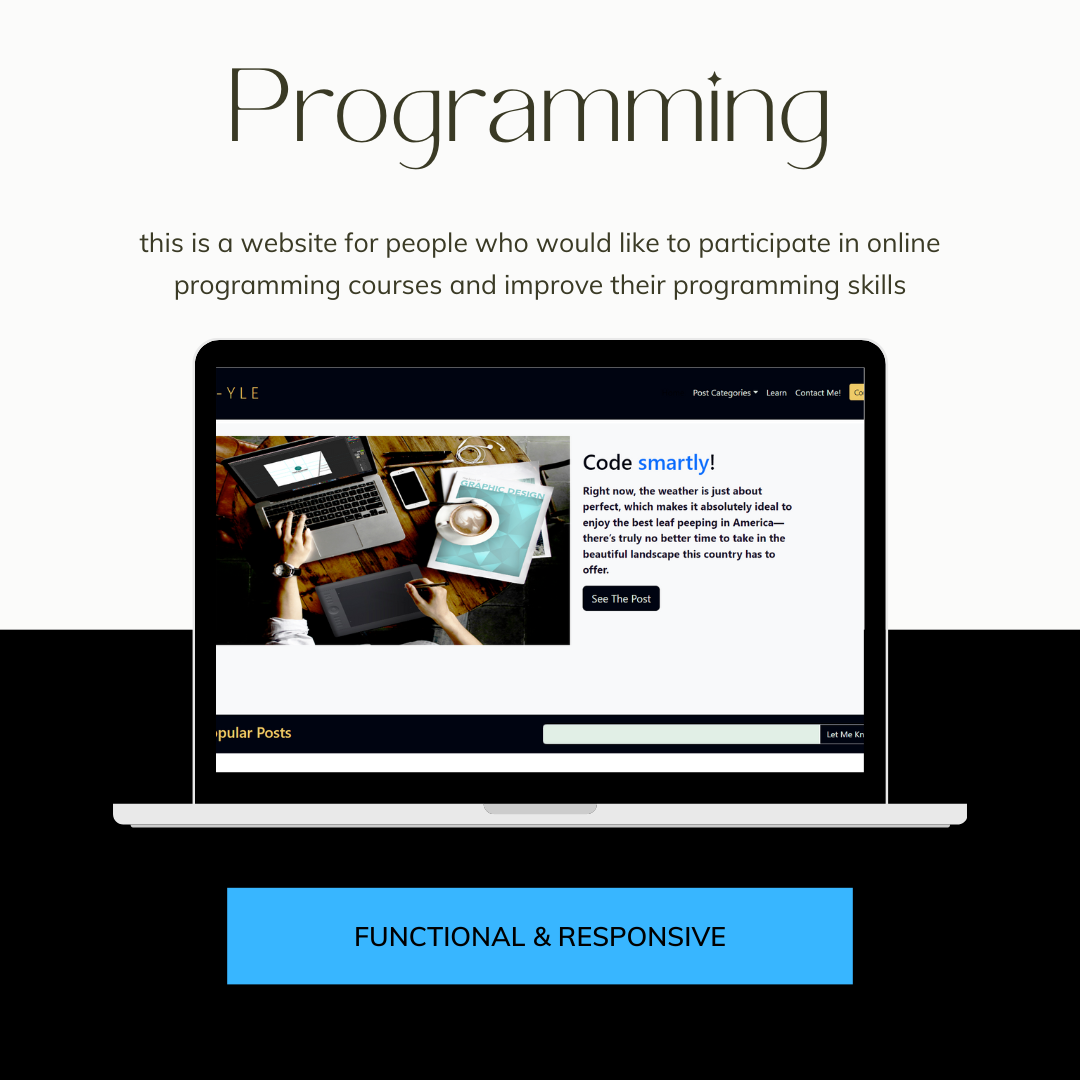 Programming
this is a website for people who would like to participate in online
programming courses and improve their programming skills
-YLE
Post Categories
Learn
Contact Me!
Co
GRAPHIC DESIGN
Code smartly!
Right now, the weather is just about
perfect, which makes it absolutely ideal to
enjoy the best leaf peeping in America—
there's truly no better time to take in the
beautiful landscape this country has to
offer.
See The Post
opular Posts
Let Me Kn
FUNCTIONAL & RESPONSIVE